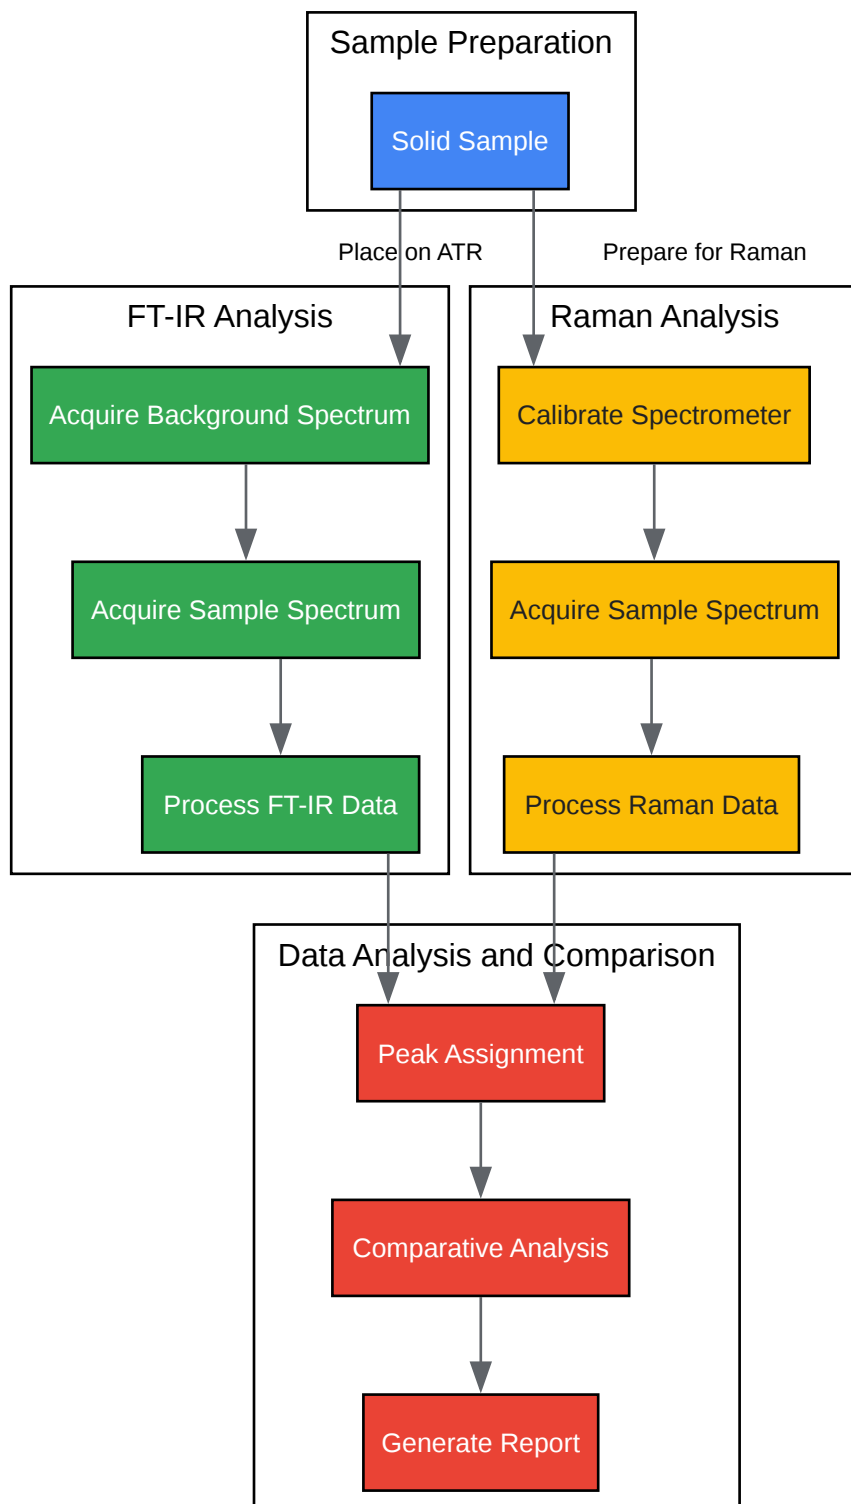 Sample Preparation
Solid Sample
Place on ATR
Prepare for Raman
FT-IR Analysis
Acquire Background Spectrum
Acquire Sample Spectrum
Process FT-IR Data
Raman Analysis
Calibrate Spectrometer
Acquire Sample Spectrum
Process Raman Data
Data Analysis and Comparison
Peak Assignment
Comparative Analysis
Generate Report